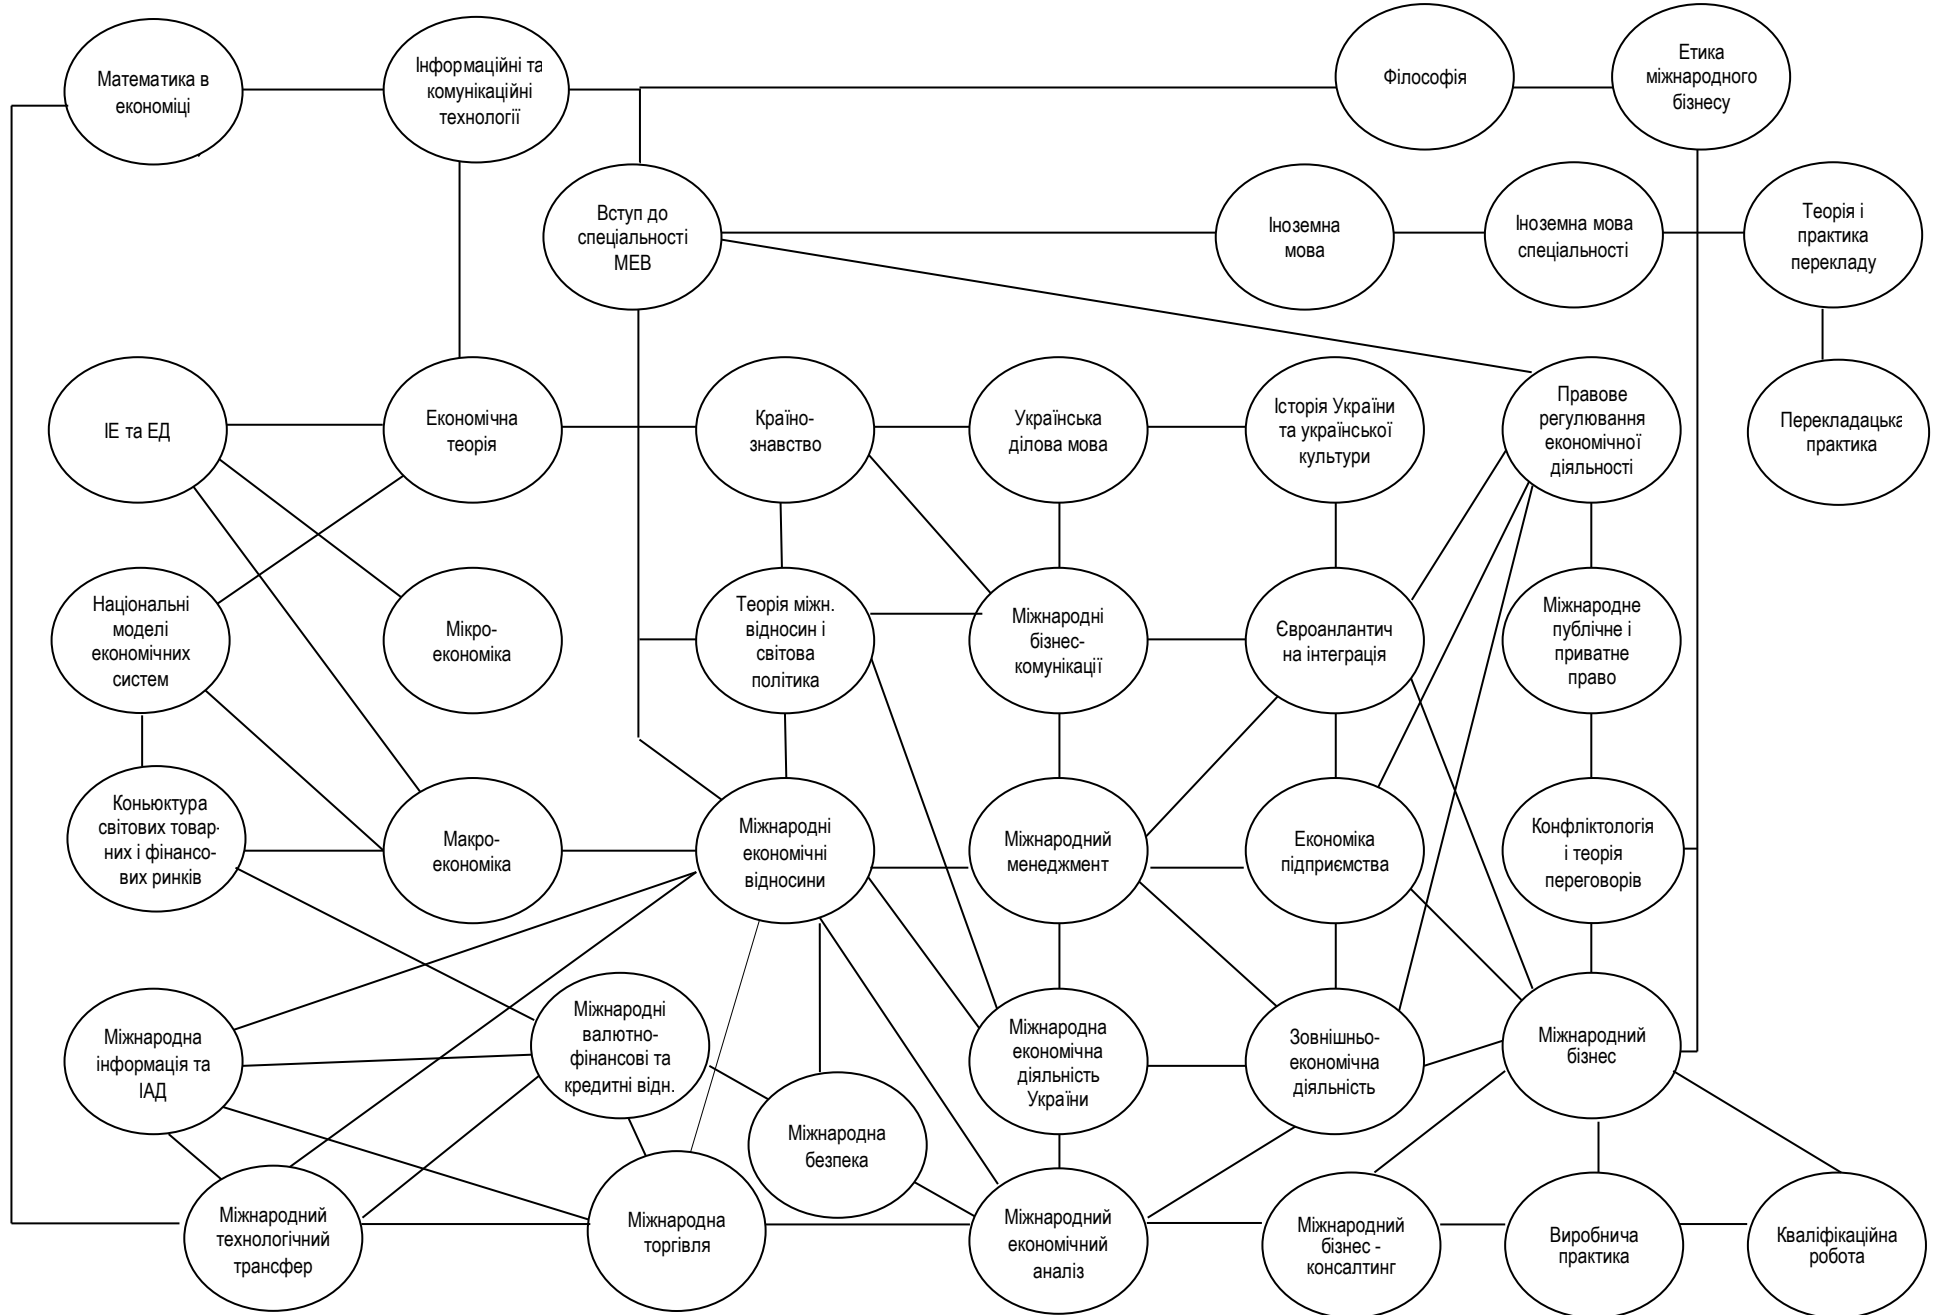 Математика в
економіці
Інформаційні та
комунікаційні
технології
Філософія
Етика
міжнародного
бізнесу
Вступ до
спеціальності
МЕВ
Іноземна
мова
Іноземна мова
спеціальності
Теорія і
практика
перекладу
ІЕ та ЕД
Економічна
теорія
Країно-
знавство
Українська
ділова мова
Історія України
та української
культури
Правове
регулювання
економічної
діяльності
Перекладацька
практика
Національні
моделі
економічних
систем
Мікро-
економіка
Теорія міжн.
відносин і
світова
політика
Міжнародні
бізнес-
комунікації
Євроанлантич
на інтеграція
Міжнародне
публічне і
приватне
право
Коньюктура
світових товар-
них і фінансо-
вих ринків
Макро-
економіка
Міжнародні
економічні
відносини
Міжнародний
менеджмент
Економіка
підприємства
Конфліктологія
і теорія
переговорів
Міжнародна
інформація та
ІАД
Міжнародні
валютно-
фінансові та
кредитні відн.
Міжнародна
безпека
Міжнародна
економічна
діяльність
України
Зовнішньо-
економічна
діяльність
Міжнародний
бізнес
Міжнародний
технологічний
трансфер
Міжнародна
торгівля
Міжнародний
економічний
аналіз
Міжнародний
бізнес -
консалтинг
Виробнича
практика
Кваліфікаційна
робота